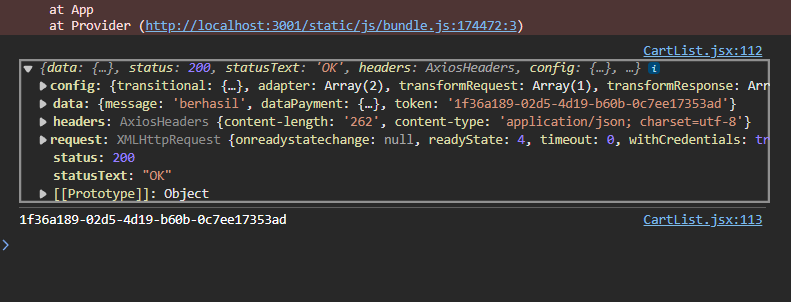 at App
at Provider (http://localhost:3001/static/js/bundle.js:174472:3)
CartList.jsx:112
▼ {data: {…}, status: 200, statusText: 'OK', headers: AxiosHeaders, config: {…}, …} i
▶ config: {transitional: {…}, adapter: Array(2), transformRequest: Array(1), transformResponse: Arr
▶ data: {message: 'berhasil', dataPayment: {…}, token: '1f36a189-02d5-4d19-b60b-0c7ee17353ad'}
▶ headers: AxiosHeaders {content-length: '262', content-type: 'application/json; charset=utf-8'}
▶ request: XMLHttpRequest {onreadystatechange: null, readyState: 4, timeout: 0, withCredentials: tr
status: 200
statusText: "OK"
▶ [[Prototype]]: Object
1f36a189-02d5-4d19-b60b-0c7ee17353ad CartList.jsx:113
>